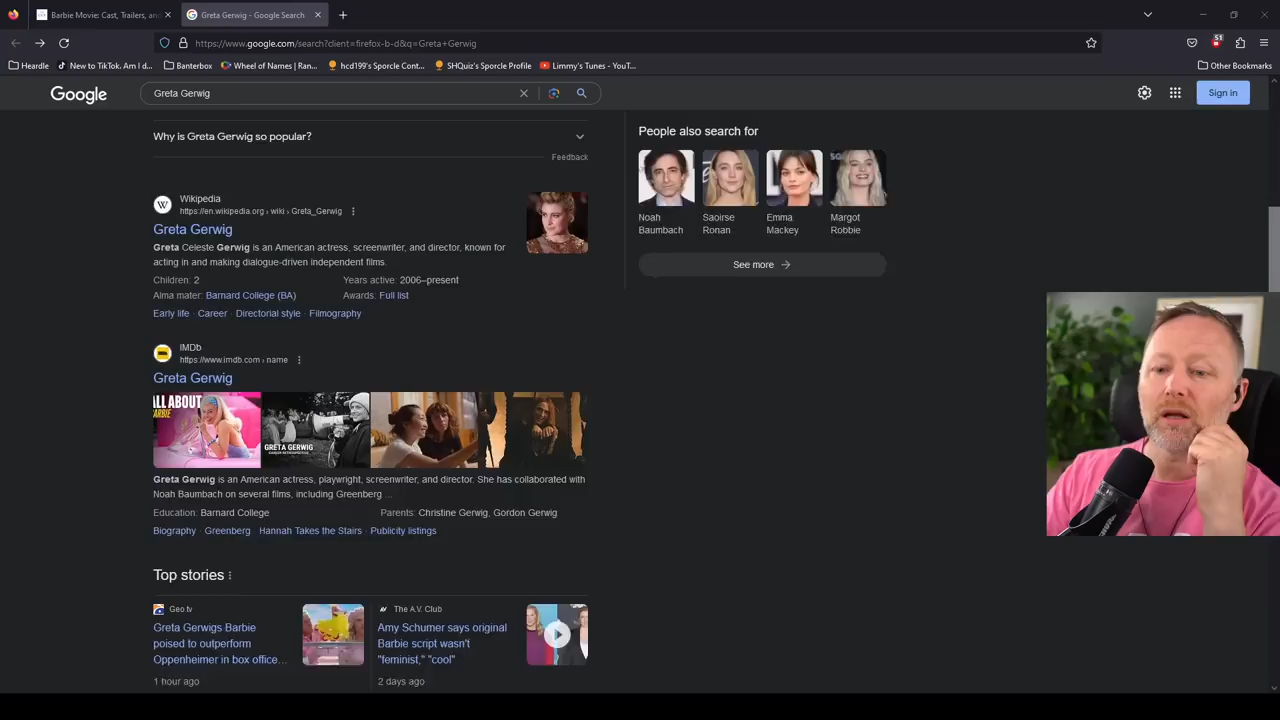 Barbie Movie: Cast, Trailers, an
Greta Gerwig - Google Search
https://www.google.com/search?client=firefox-b-d&q=Greta+Gerwig
51
Heardle
New to TikTok. Am I d...
Banterbox
Wheel of Names | Ran...
hcd199's Sporcle Cont...
SHQuiz's Sporcle Profile
Limmy's Tunes - YouT...
Other Bookmarks
Google
Greta Gerwig
Sign in
Why is Greta Gerwig so popular?
Feedback
Wikipedia
https://en.wikipedia.org › wiki › Greta_Gerwig
Greta Gerwig
Greta Celeste Gerwig is an American actress, screenwriter, and director, known for
acting in and making dialogue-driven independent films.
Children: 2
Years active: 2006–present
Alma mater: Barnard College (BA)
Awards: Full list
Early life · Career · Directorial style · Filmography
IMDb
https://www.imdb.com › name
Greta Gerwig
ALL ABOUT
BARBIE
GRETA GERWIG
Greta Gerwig is an American actress, playwright, screenwriter, and director. She has collaborated with
Noah Baumbach on several films, including Greenberg ...
Education: Barnard College
Parents: Christine Gerwig, Gordon Gerwig
Biography · Greenberg · Hannah Takes the Stairs · Publicity listings
Top stories
Geo.tv
Greta Gerwigs Barbie
poised to outperform
Oppenheimer in box office...
1 hour ago
The A.V. Club
Amy Schumer says original
Barbie script wasn't
"feminist," "cool"
2 days ago
People also search for
Noah
Baumbach
Saoirse
Ronan
Emma
Mackey
Margot
Robbie
See more